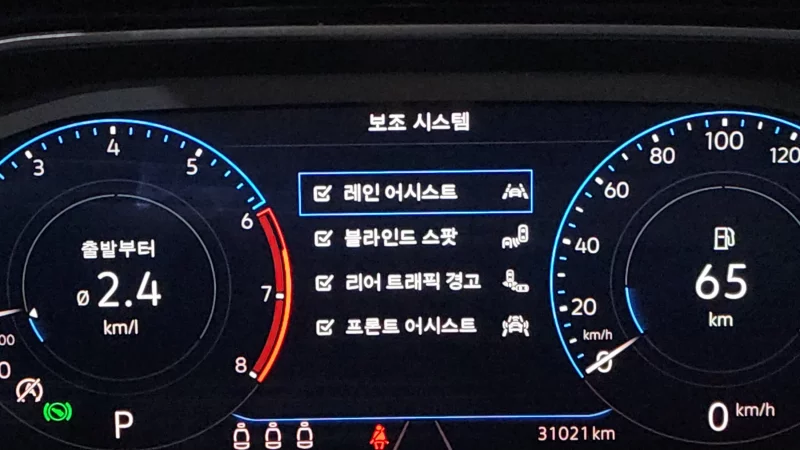 보조 시스템
3
4
5
6
7
8
출발부터
ø 2.4
km/l
P
레인 어시스트
블라인드 스팟
리어 트래픽 경고
프론트 어시스트
120
100
80
60
40
20
km/h
0
65
km
31021 km
0 km/h